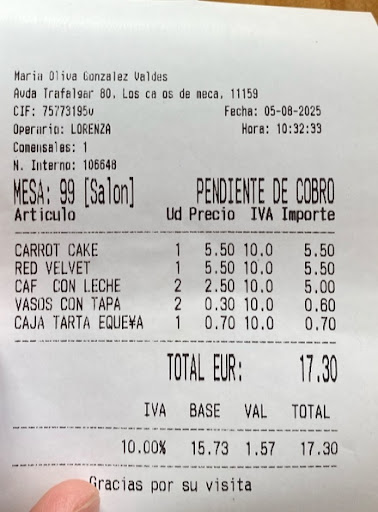 Maria Oliva Gonzalez Valdes
Avda Trafalgar 80, Los ca os de meca, 11159
CIF: 75773195v Fecha: 05-08-2025
Operario: LORENZA Hora: 10:32:33
Comensales: 1
N. Interno: 106648
MESA: 99 [Salon] PENDIENTE DE COBRO
Articulo Ud Precio IVA Importe
CARROT CAKE 1 5.50 10.0 5.50
RED VELVET 1 5.50 10.0 5.50
CAF CON LECHE 2 2.50 10.0 5.00
VASOS CON TAPA 2 0.30 10.0 0.60
CAJA TARTA EQUE¥A 1 0.70 10.0 0.70
TOTAL EUR: 17.30
IVA BASE VAL TOTAL
10.00% 15.73 1.57 17.30
Gracias por su visita